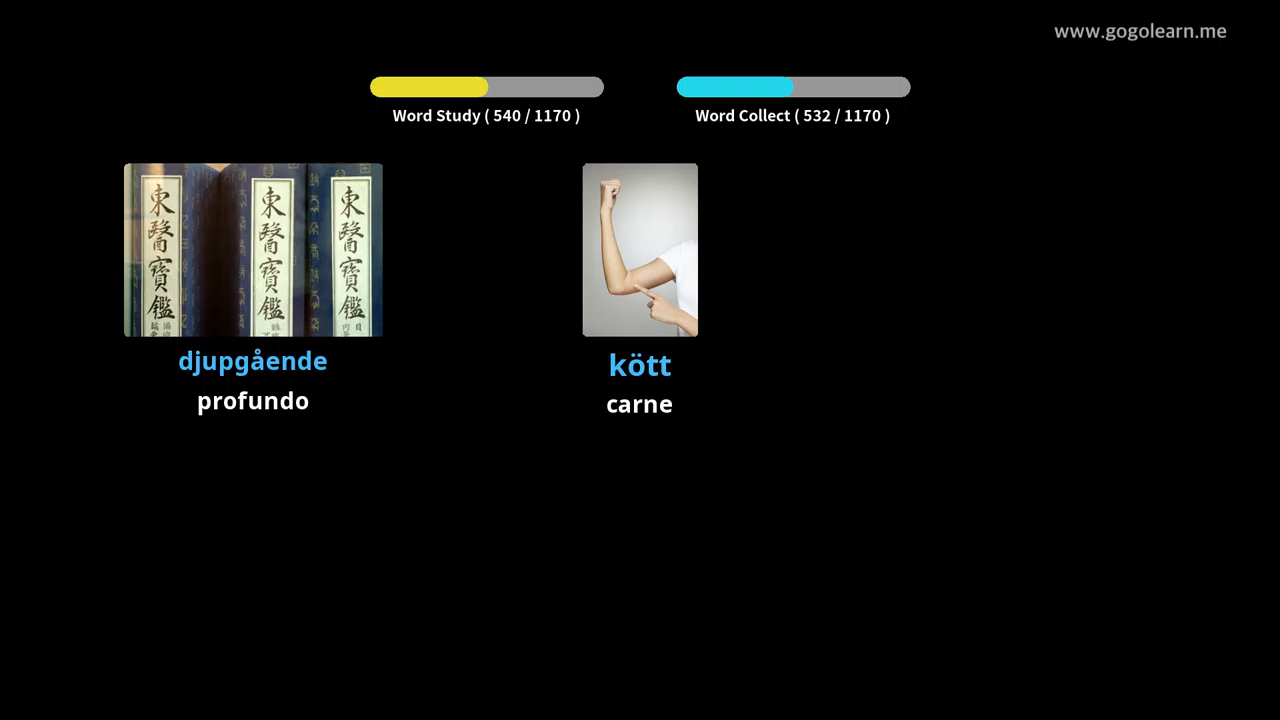 www.gogolearn.me
Word Study ( 540 / 1170 )
Word Collect ( 532 / 1170 )
東醫寶鑑
東醫寶鑑
東醫寶鑑
djupgående
profundo
kött
carne